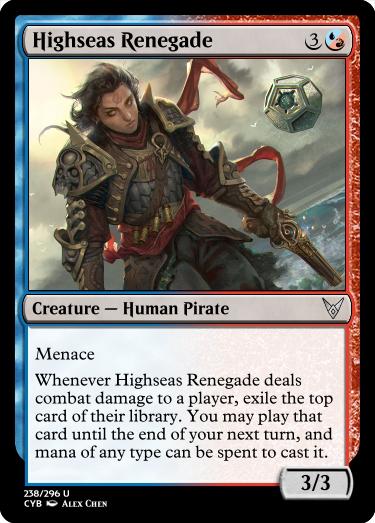 Highseas Renegade 3
Creature — Human Pirate
Menace
Whenever Highseas Renegade deals
combat damage to a player, exile the top
card of their library. You may play that
card until the end of your next turn, and
mana of any type can be spent to cast it.
3/3
238/296 U
CYB Alex Chen